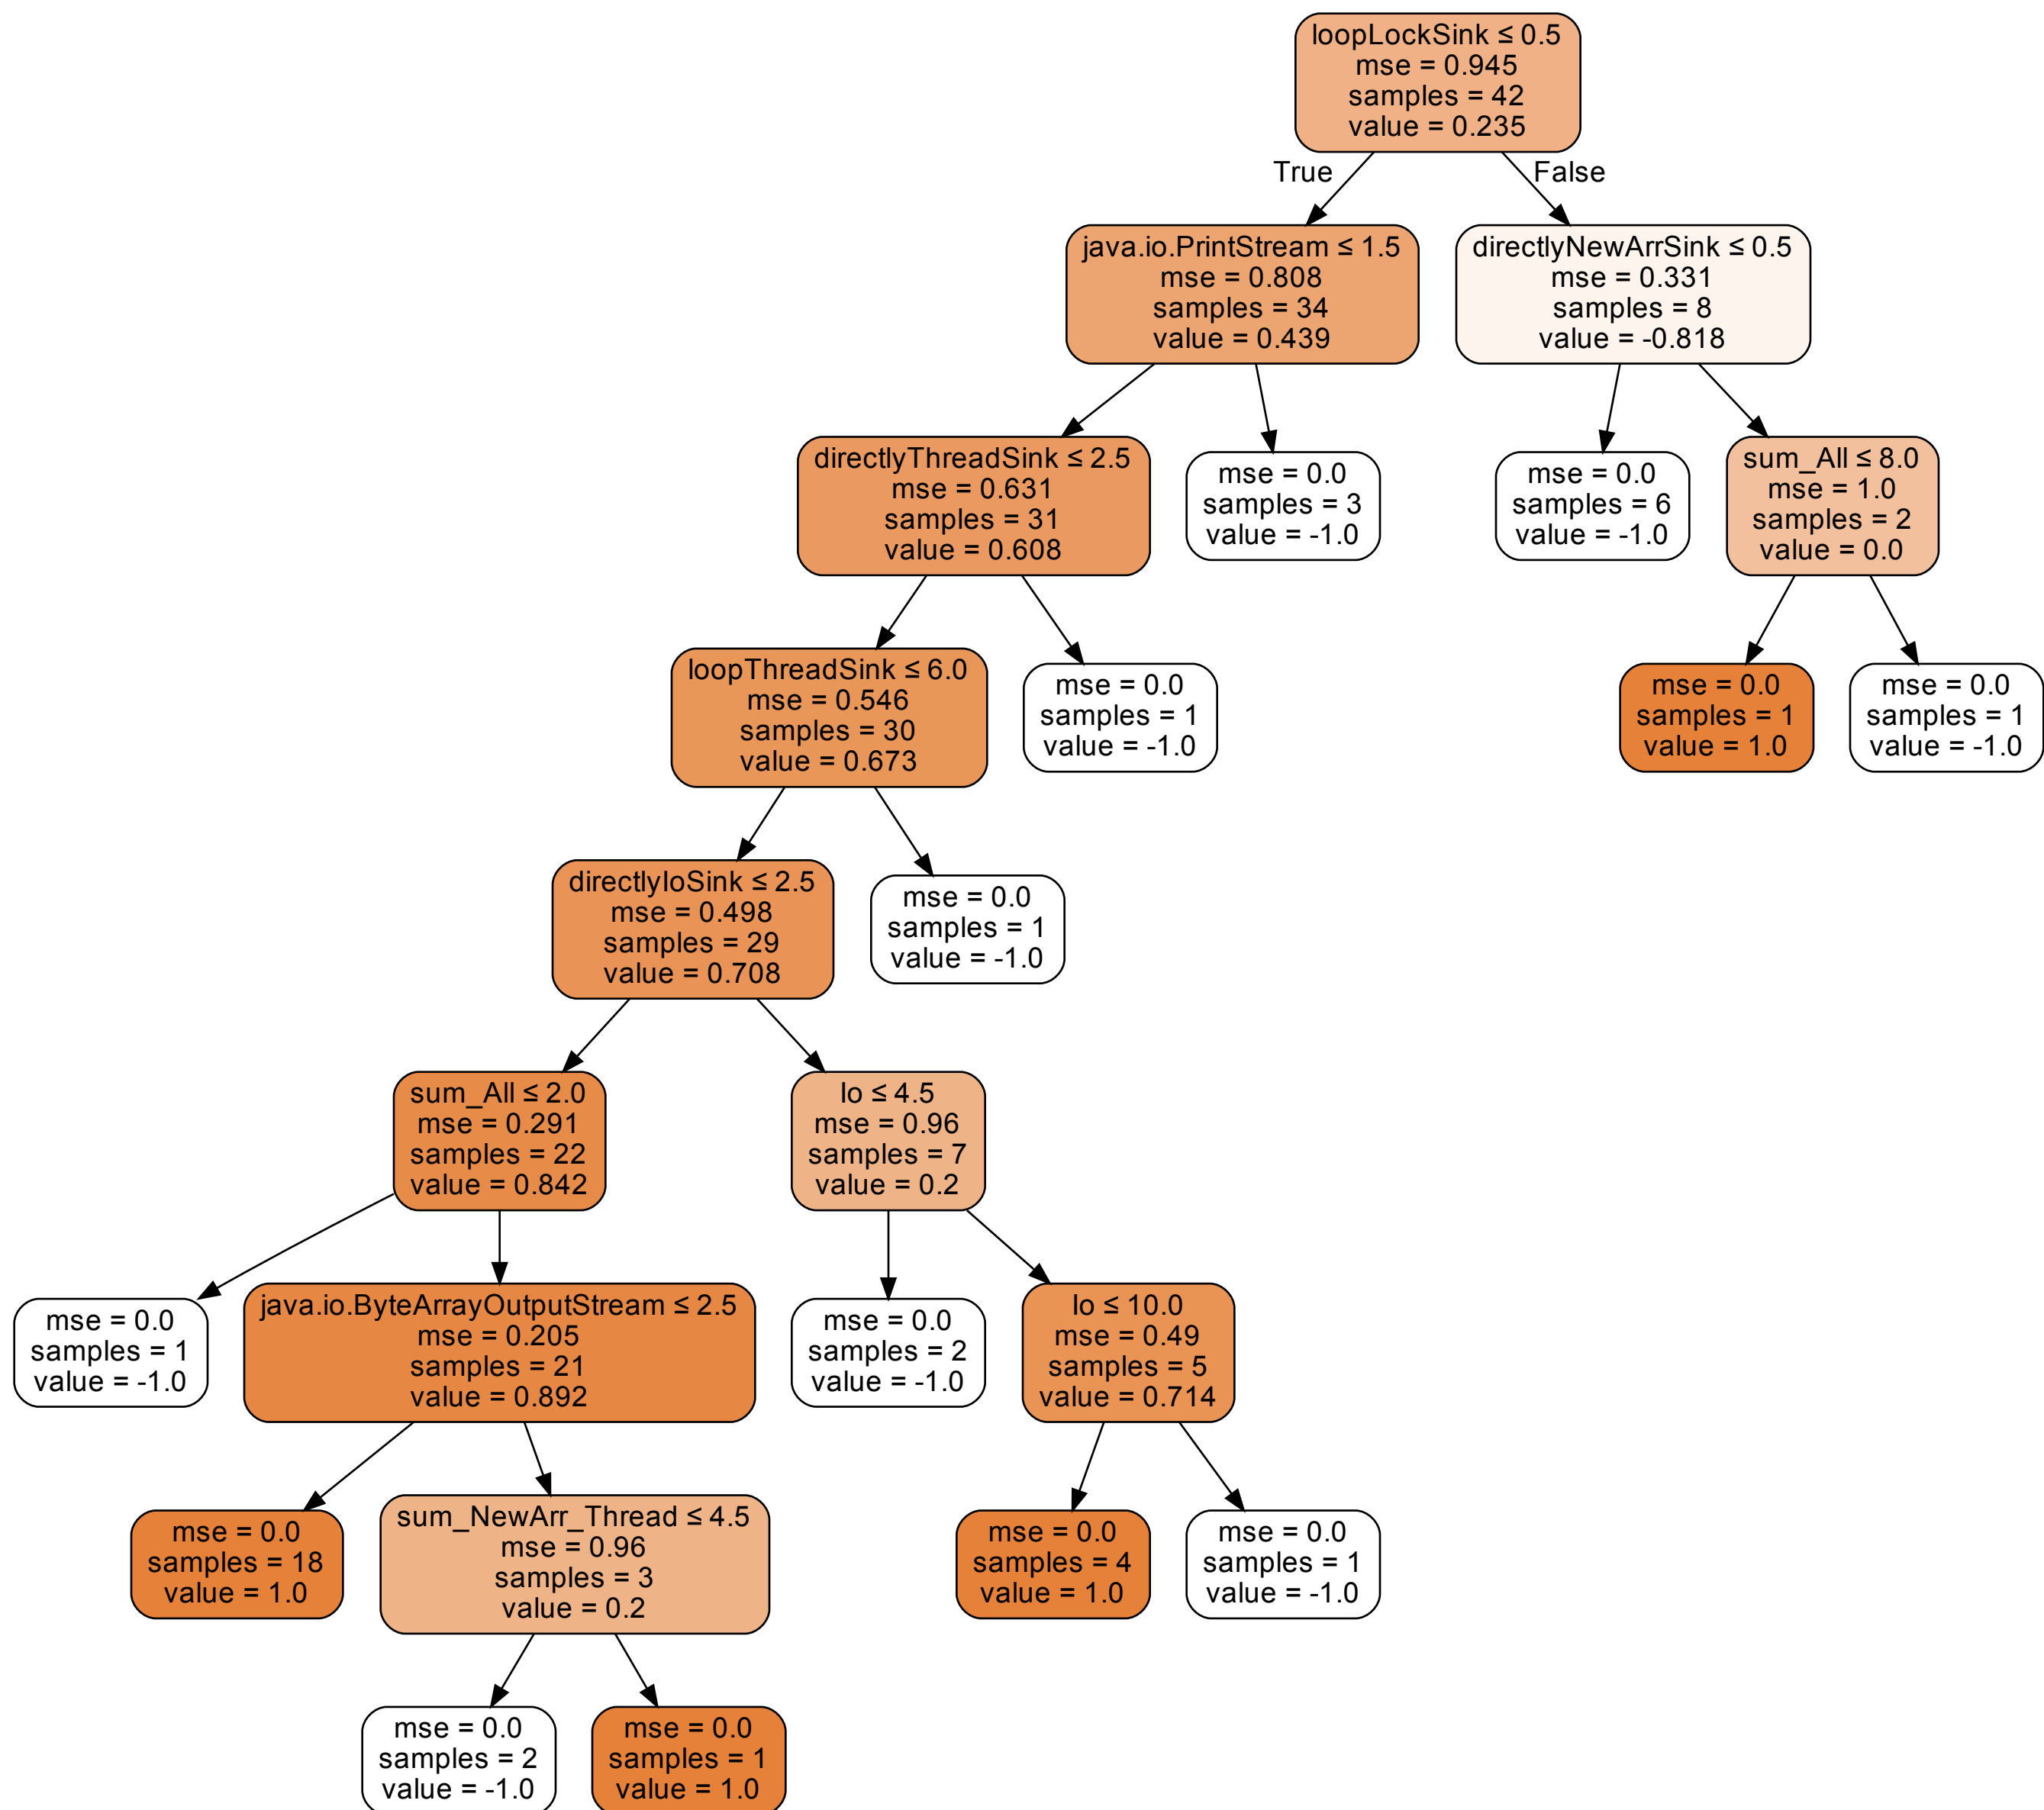 loopLockSink ≤ 0.5
mse = 0.945
samples = 42
value = 0.235
True
False
java.io.PrintStream ≤ 1.5
mse = 0.808
samples = 34
value = 0.439
directlyNewArrSink ≤ 0.5
mse = 0.331
samples = 8
value = -0.818
directlyThreadSink ≤ 2.5
mse = 0.631
samples = 31
value = 0.608
mse = 0.0
samples = 3
value = -1.0
mse = 0.0
samples = 6
value = -1.0
sum_All ≤ 8.0
mse = 1.0
samples = 2
value = 0.0
loopThreadSink ≤ 6.0
mse = 0.546
samples = 30
value = 0.673
mse = 0.0
samples = 1
value = -1.0
mse = 0.0
samples = 1
value = 1.0
mse = 0.0
samples = 1
value = -1.0
directlyIoSink ≤ 2.5
mse = 0.498
samples = 29
value = 0.708
mse = 0.0
samples = 1
value = -1.0
sum_All ≤ 2.0
mse = 0.291
samples = 22
value = 0.842
Io ≤ 4.5
mse = 0.96
samples = 7
value = 0.2
mse = 0.0
samples = 1
value = -1.0
java.io.ByteArrayOutputStream ≤ 2.5
mse = 0.205
samples = 21
value = 0.892
mse = 0.0
samples = 2
value = -1.0
Io ≤ 10.0
mse = 0.49
samples = 5
value = 0.714
mse = 0.0
samples = 18
value = 1.0
sum_NewArr_Thread ≤ 4.5
mse = 0.96
samples = 3
value = 0.2
mse = 0.0
samples = 4
value = 1.0
mse = 0.0
samples = 1
value = -1.0
mse = 0.0
samples = 2
value = -1.0
mse = 0.0
samples = 1
value = 1.0